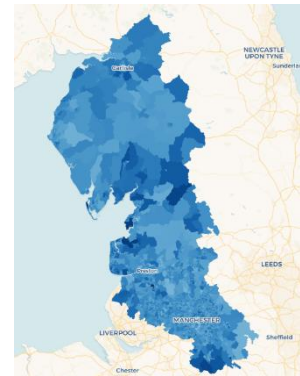 NEWCASTLE
UPON TYNE
Sunderland
Carlisle
Preston
LEEDS
MANCHESTER
LIVERPOOL
Sheffield
Chester